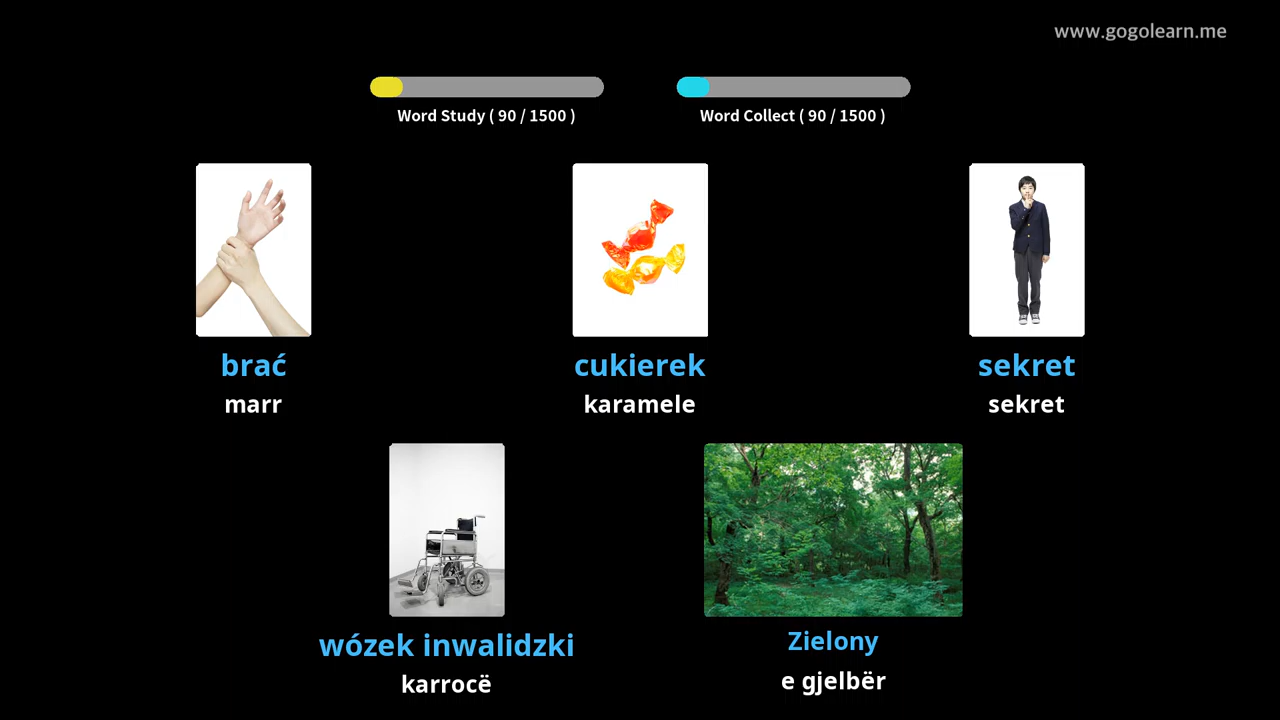 www.gogolearn.me
Word Study ( 90 / 1500 )
Word Collect ( 90 / 1500 )
brać
marr
cukierek
karamele
sekret
sekret
wózek inwalidzki
karrocë
Zielony
e gjelbër